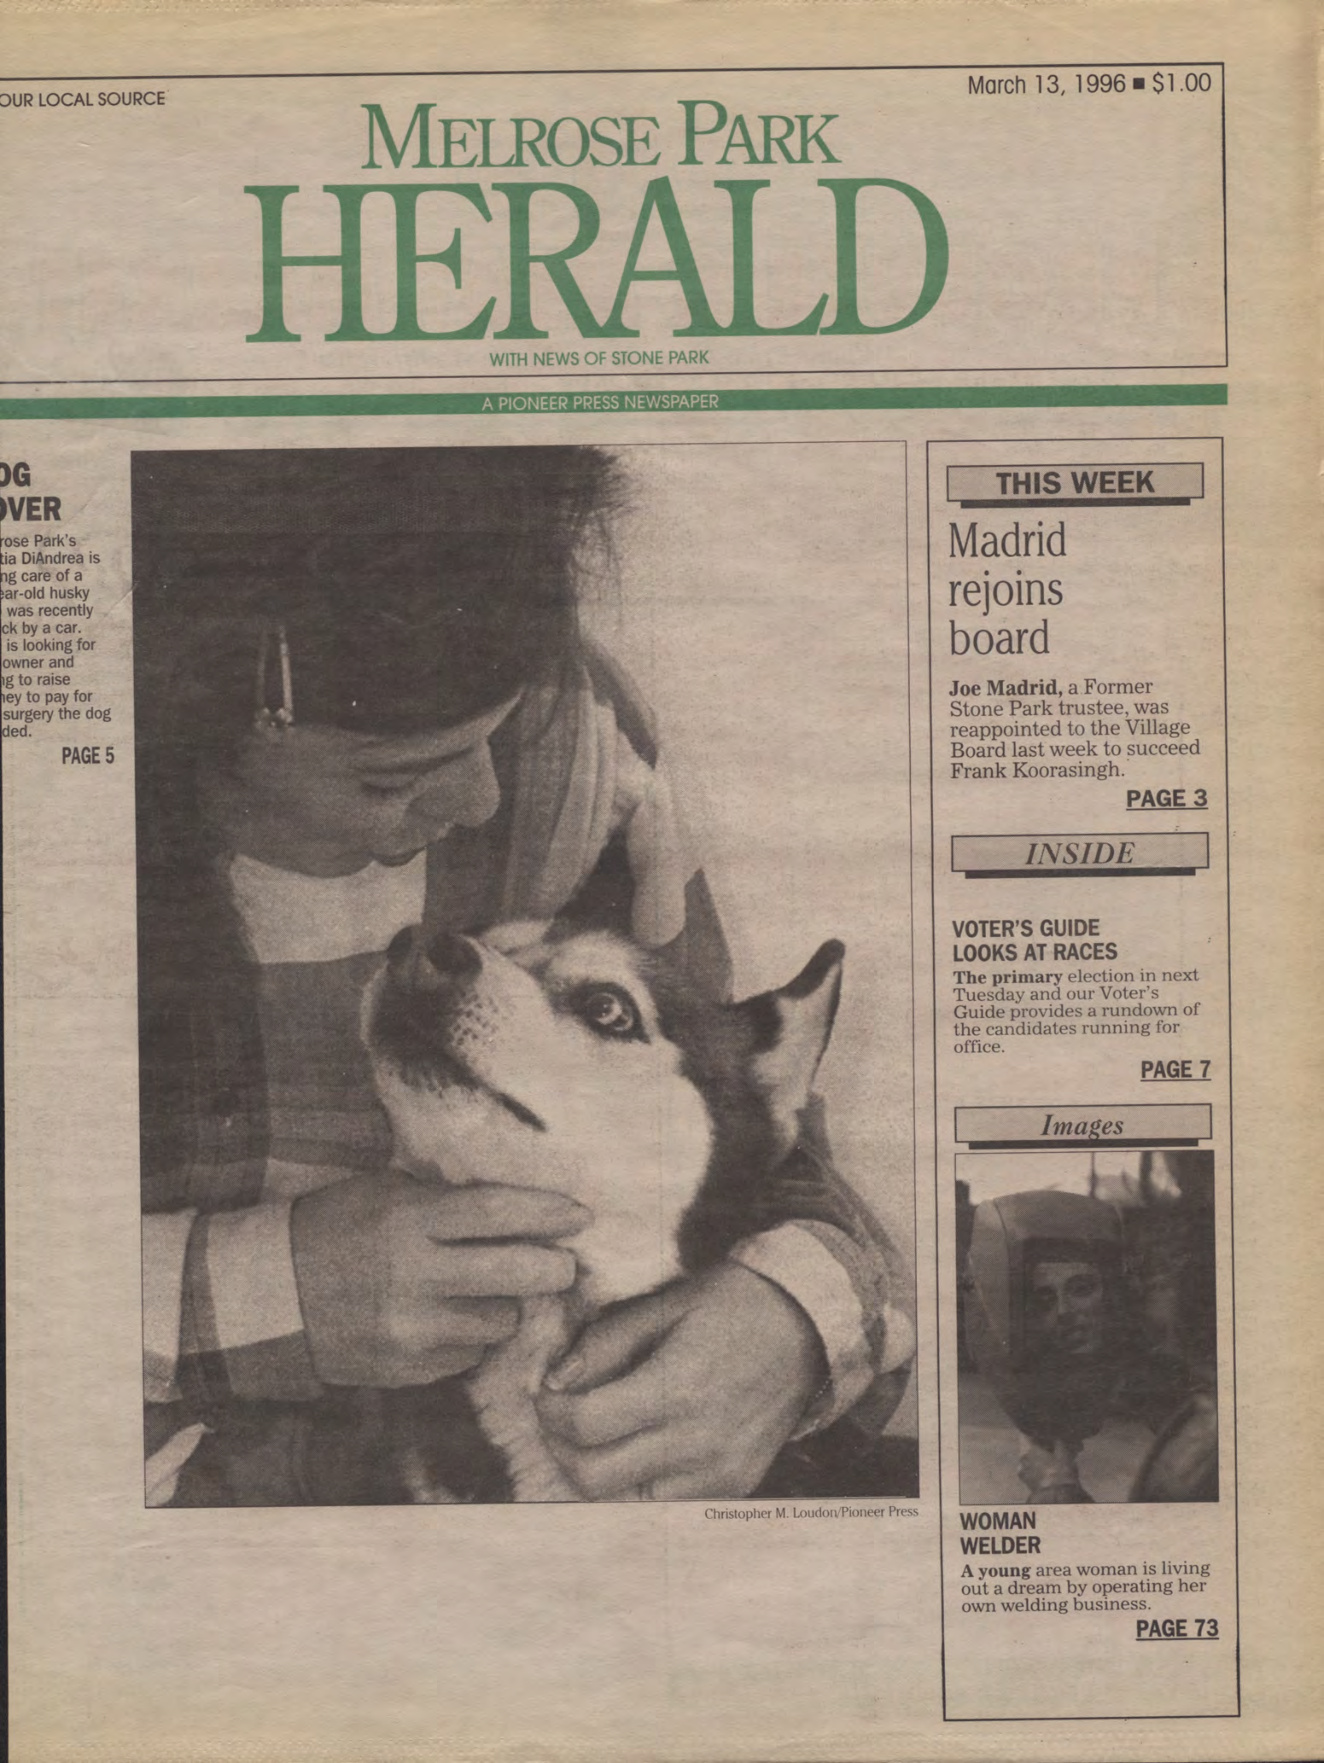 OUR LOCAL SOURCE
March 13, 1996 ■ $1.00
MELROSE PARK
HERALD
WITH NEWS OF STONE PARK
A PIONEER PRESS NEWSPAPER
OG
OVER
rose Park's
tia DiAndrea is
ng care of a
ear-old husky
was recently
ck by a car.
is looking for
owner and
ng to raise
ney to pay for
surgery the dog
ded.
PAGE 5
Christopher M. Loudon/Pioneer Press
THIS WEEK
Madrid
rejoins
board
Joe Madrid, a Former
Stone Park trustee, was
reappointed to the Village
Board last week to succeed
Frank Koorasingh.
PAGE 3
INSIDE
VOTER'S GUIDE
LOOKS AT RACES
The primary election in next
Tuesday and our Voter's
Guide provides a rundown of
the candidates running for
office.
PAGE 7
Images
WOMAN
WELDER
A young area woman is living
out a dream by operating her
own welding business.
PAGE 73